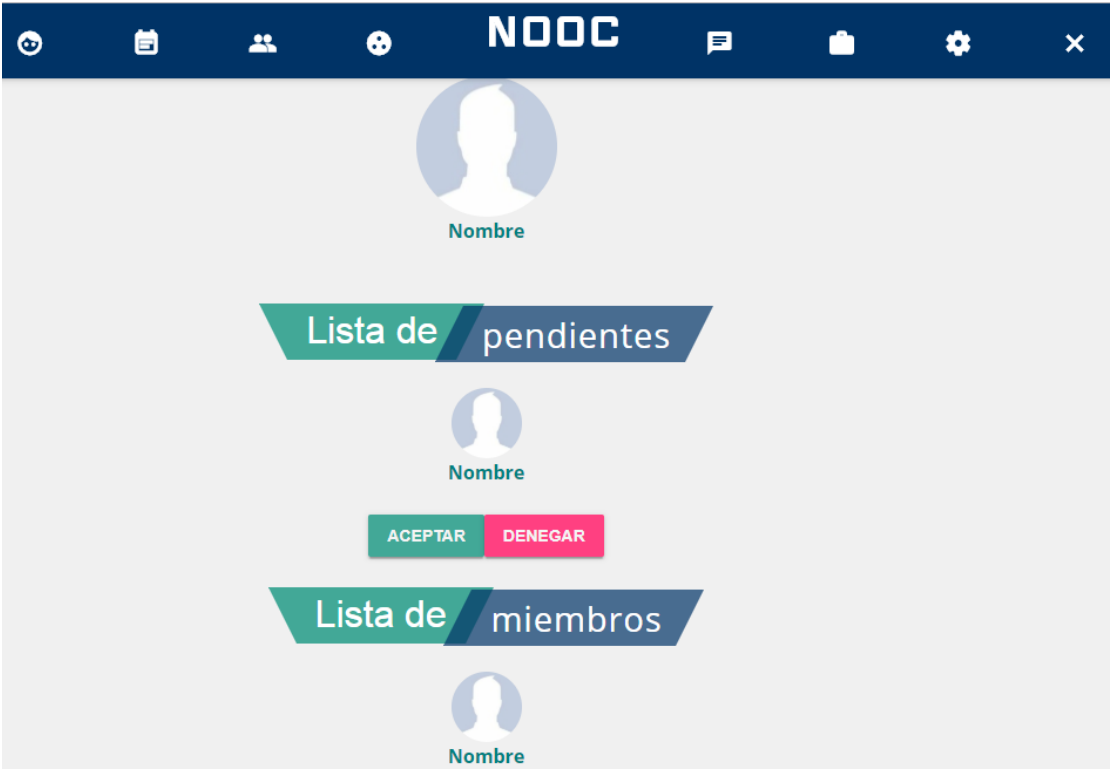 NOOC
Nombre
Lista de pendientes
Nombre
ACEPTAR DENEGAR
Lista de miembros
Nombre